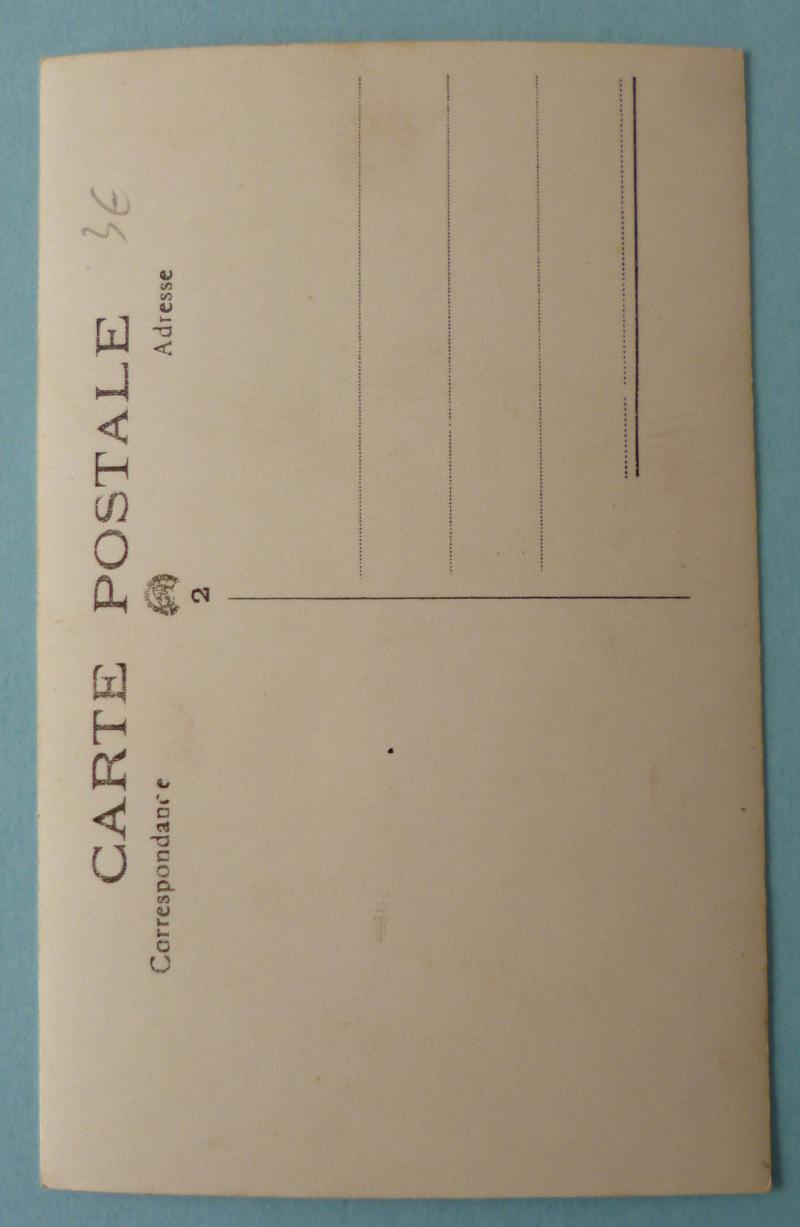 CARTE POSTALE
Correspondance
2
Adresse
3€